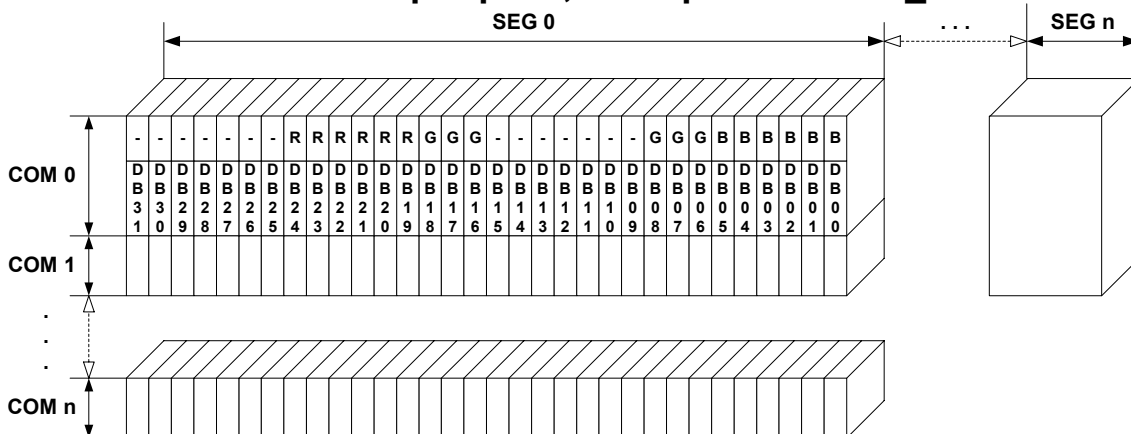 SEG 0
. . .
SEG n
COM 0
- - - - - - - R R R R R R G G G - - - - - - - G G G B B B B B B
DB31 DB30 DB29 DB28 DB27 DB26 DB25 DB24 DB23 DB22 DB21 DB20 DB19 DB18 DB17 DB16 DB15 DB14 DB13 DB12 DB11 DB10 DB09 DB08 DB07 DB06 DB05 DB04 DB03 DB02 DB01 DB00
COM 1
.
.
.
COM n